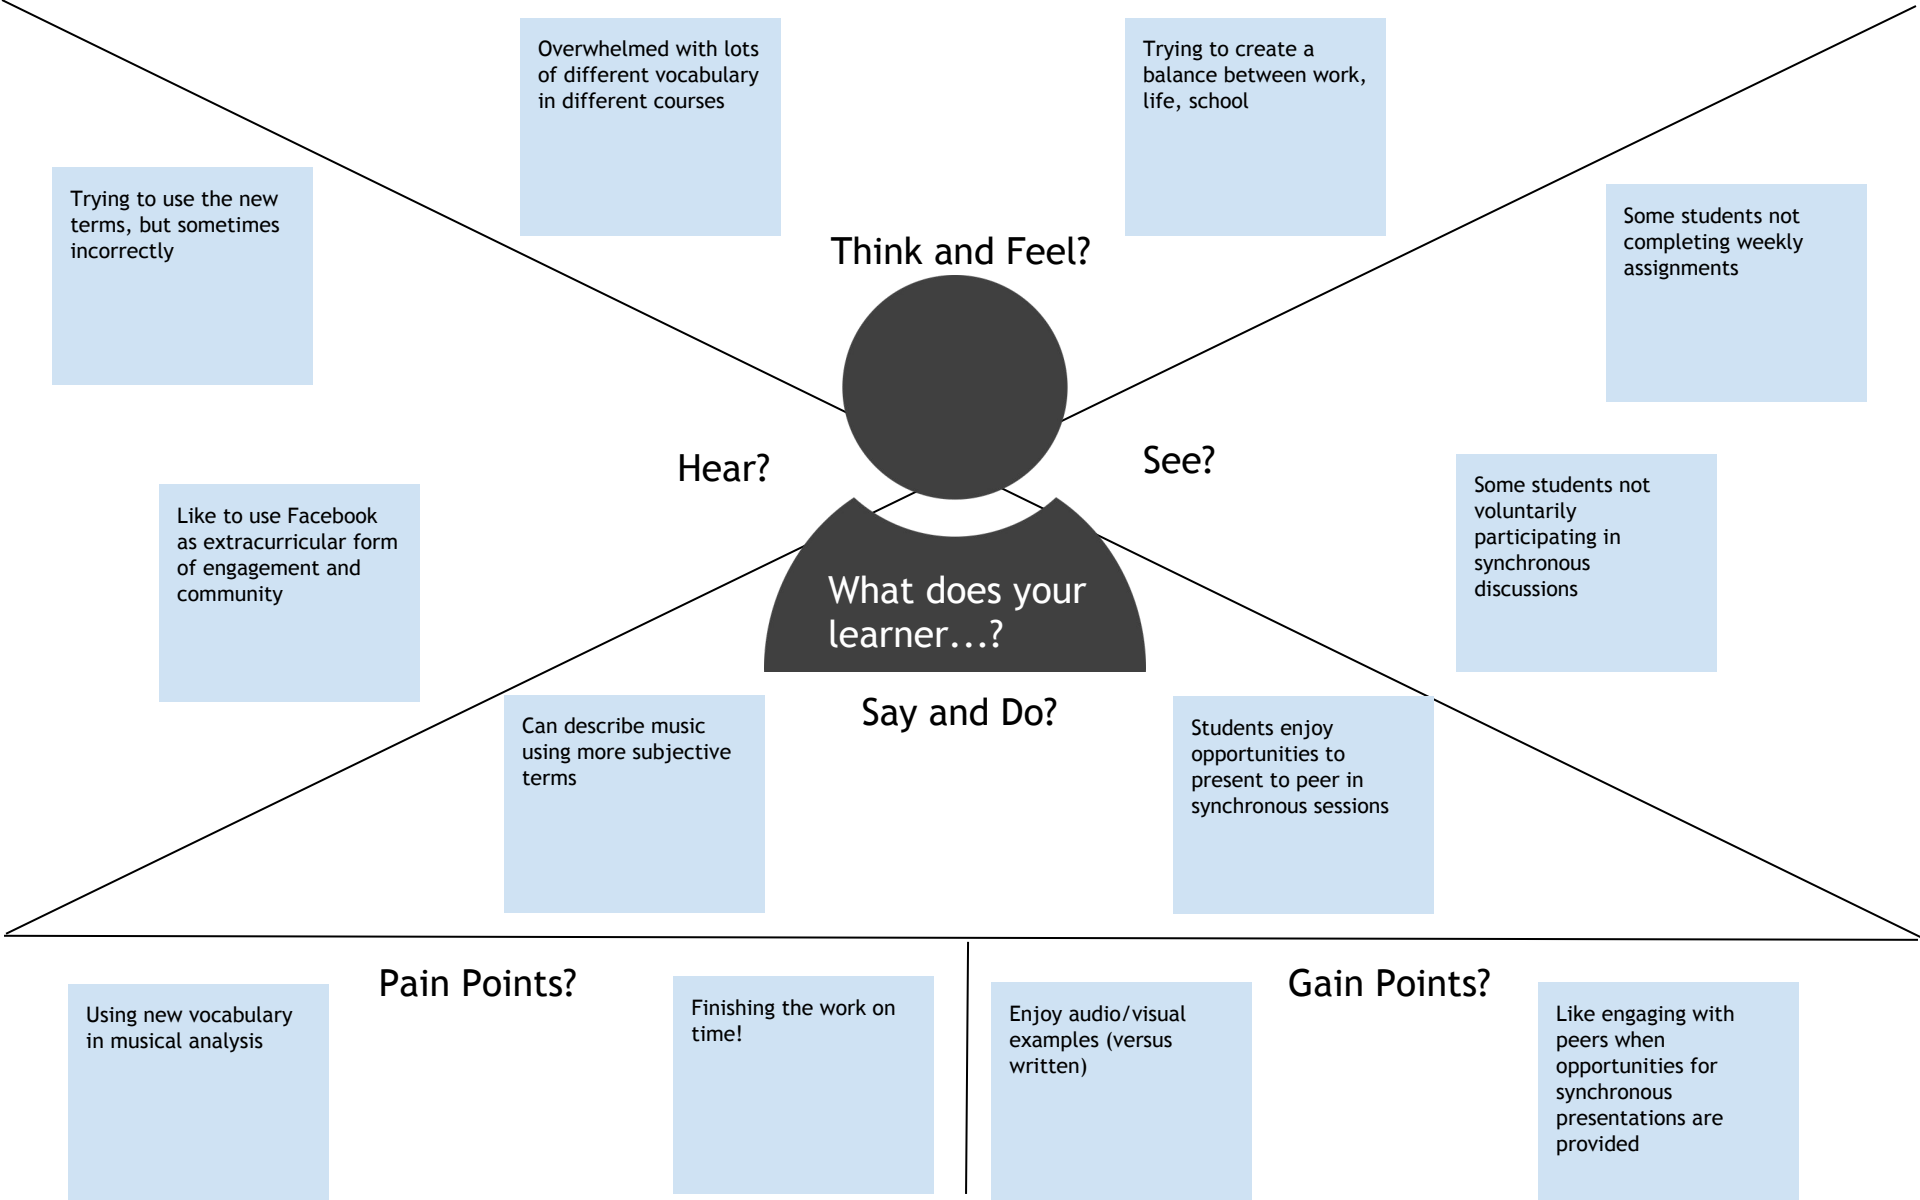 Overwhelmed with lots
of different vocabulary
in different courses
Trying to create a
balance between work,
life, school
Trying to use the new
terms, but sometimes
incorrectly
Some students not
completing weekly
assignments
Think and Feel?
Hear?
See?
Like to use Facebook
as extracurricular form
of engagement and
community
Some students not
voluntarily
participating in
synchronous
discussions
What does your
learner...?
Say and Do?
Can describe music
using more subjective
terms
Students enjoy
opportunities to
present to peer in
synchronous sessions
Pain Points?
Using new vocabulary
in musical analysis
Finishing the work on
time!
Gain Points?
Enjoy audio/visual
examples (versus
written)
Like engaging with
peers when
opportunities for
synchronous
presentations are
provided